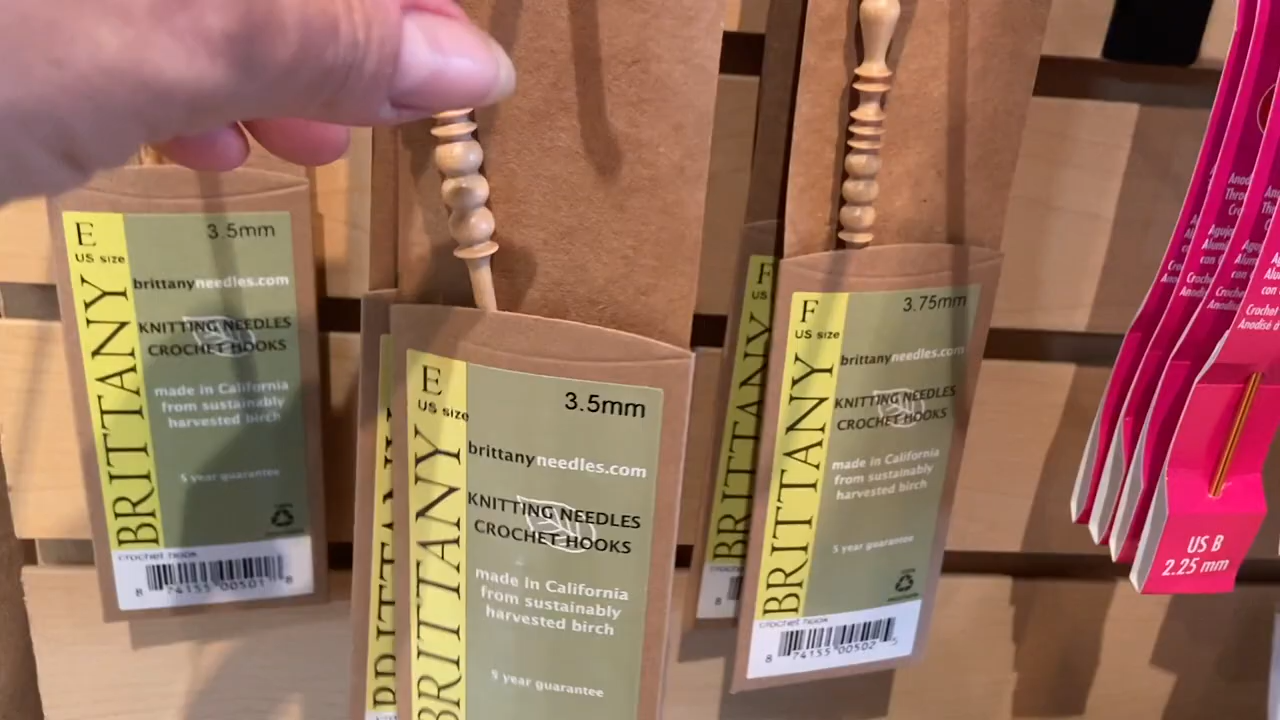 E
US size
3.5mm
BRITTANY
brittanyneedles.com
KNITTING NEEDLES
CROCHET HOOKS
made in California
from sustainably
harvested birch
5 year guarantee
crochet hook
8 74155 00501 8
E
US size
3.5mm
BRITTANY
brittanyneedles.com
KNITTING NEEDLES
CROCHET HOOKS
made in California
from sustainably
harvested birch
5 year guarantee
BRITTANY
F
US
BRITTANY
F
US size
3.75mm
BRITTANY
brittanyneedles.com
KNITTING NEEDLES
CROCHET HOOKS
made in California
from sustainably
harvested birch
5 year guarantee
crochet hook
8 74155 00502 5
US B
2.25 mm